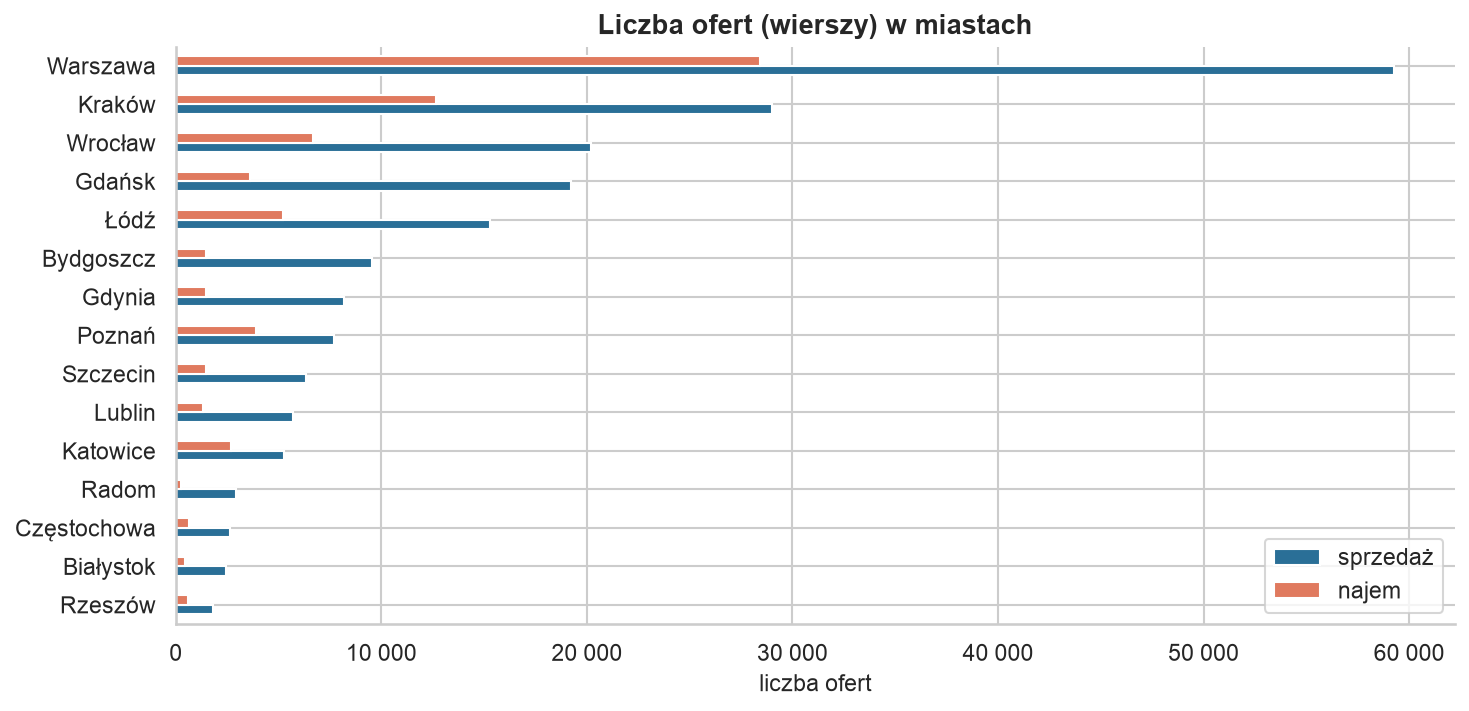 Liczba ofert (wierszy) w miastach
Warszawa
Kraków
Wrocław
Gdańsk
Łódź
Bydgoszcz
Gdynia
Poznań
Szczecin
Lublin
Katowice
Radom
Częstochowa
Białystok
Rzeszów
sprzedaż
najem
0 10 000 20 000 30 000 40 000 50 000 60 000
liczba ofert